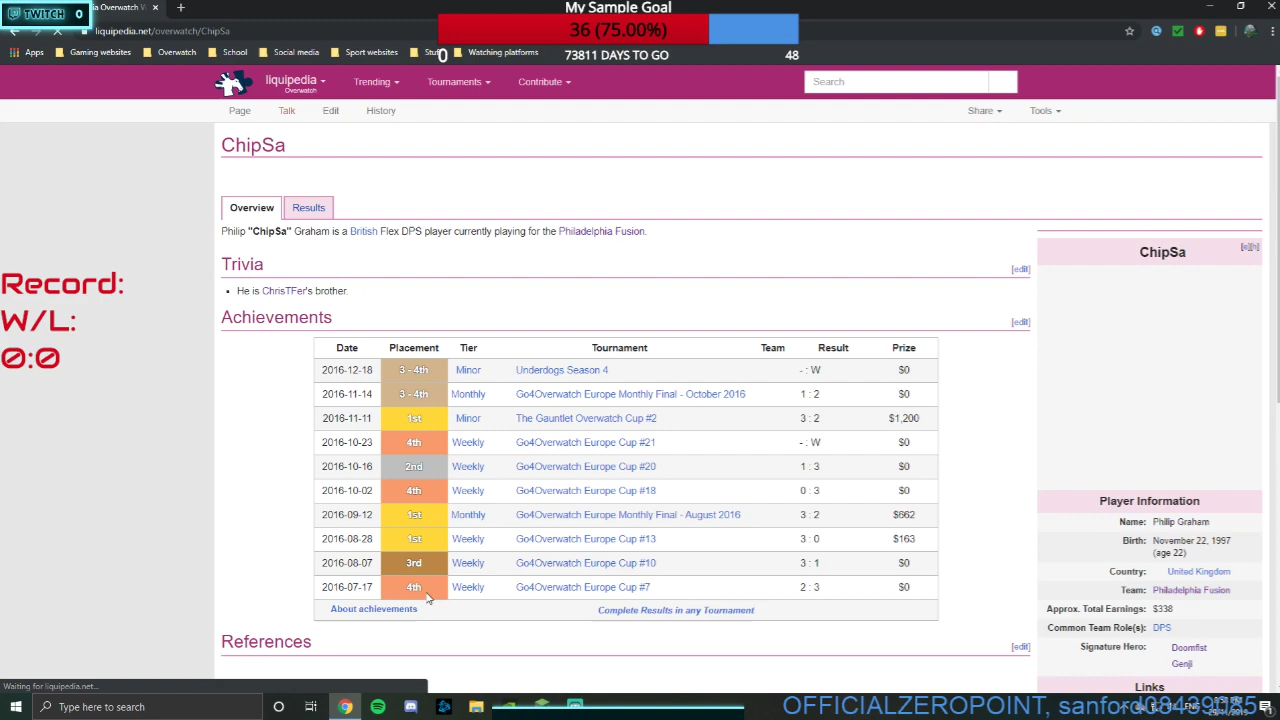 TWITCH 0
Overwatch W
My Sample Goal
36 (75.00%)
0 73811 DAYS TO GO 48
liquipedia.net/overwatch/ChipSa
Apps Gaming websites Overwatch School Social media Sport websites Watching platforms
liquipedia Overwatch Trending Tournaments Contribute Search
Page Talk Edit History Share Tools
ChipSa
Overview Results
Philip "ChipSa" Graham is a British Flex DPS player currently playing for the Philadelphia Fusion.
Trivia [edit]
He is ChrisTFer's brother.
Achievements [edit]
Date Placement Tier Tournament Team Result Prize
2016-12-18 3 - 4th Minor Underdogs Season 4 - : W $0
2016-11-14 3 - 4th Monthly Go4Overwatch Europe Monthly Final - October 2016 1 : 2 $0
2016-11-11 1st Minor The Gauntlet Overwatch Cup #2 3 : 2 $1,200
2016-10-23 4th Weekly Go4Overwatch Europe Cup #21 - : W $0
2016-10-16 2nd Weekly Go4Overwatch Europe Cup #20 1 : 3 $0
2016-10-02 4th Weekly Go4Overwatch Europe Cup #18 0 : 3 $0
2016-09-12 1st Monthly Go4Overwatch Europe Monthly Final - August 2016 3 : 2 $662
2016-08-28 1st Weekly Go4Overwatch Europe Cup #13 3 : 0 $163
2016-08-07 3rd Weekly Go4Overwatch Europe Cup #10 3 : 1 $0
2016-07-17 4th Weekly Go4Overwatch Europe Cup #7 2 : 3 $0
About achievements Complete Results in any Tournament
References [edit]
ChipSa [e][h]
Player Information
Name: Philip Graham
Birth: November 22, 1997
(age 22)
Country: United Kingdom
Team: Philadelphia Fusion
Approx. Total Earnings: $338
Common Team Role(s): DPS
Signature Hero: Doomfist
Genji
Links
Record:
W/L:
0:0
Waiting for liquipedia.net...
Type here to search
OFFICIALZEROPOINT, sanford18439105